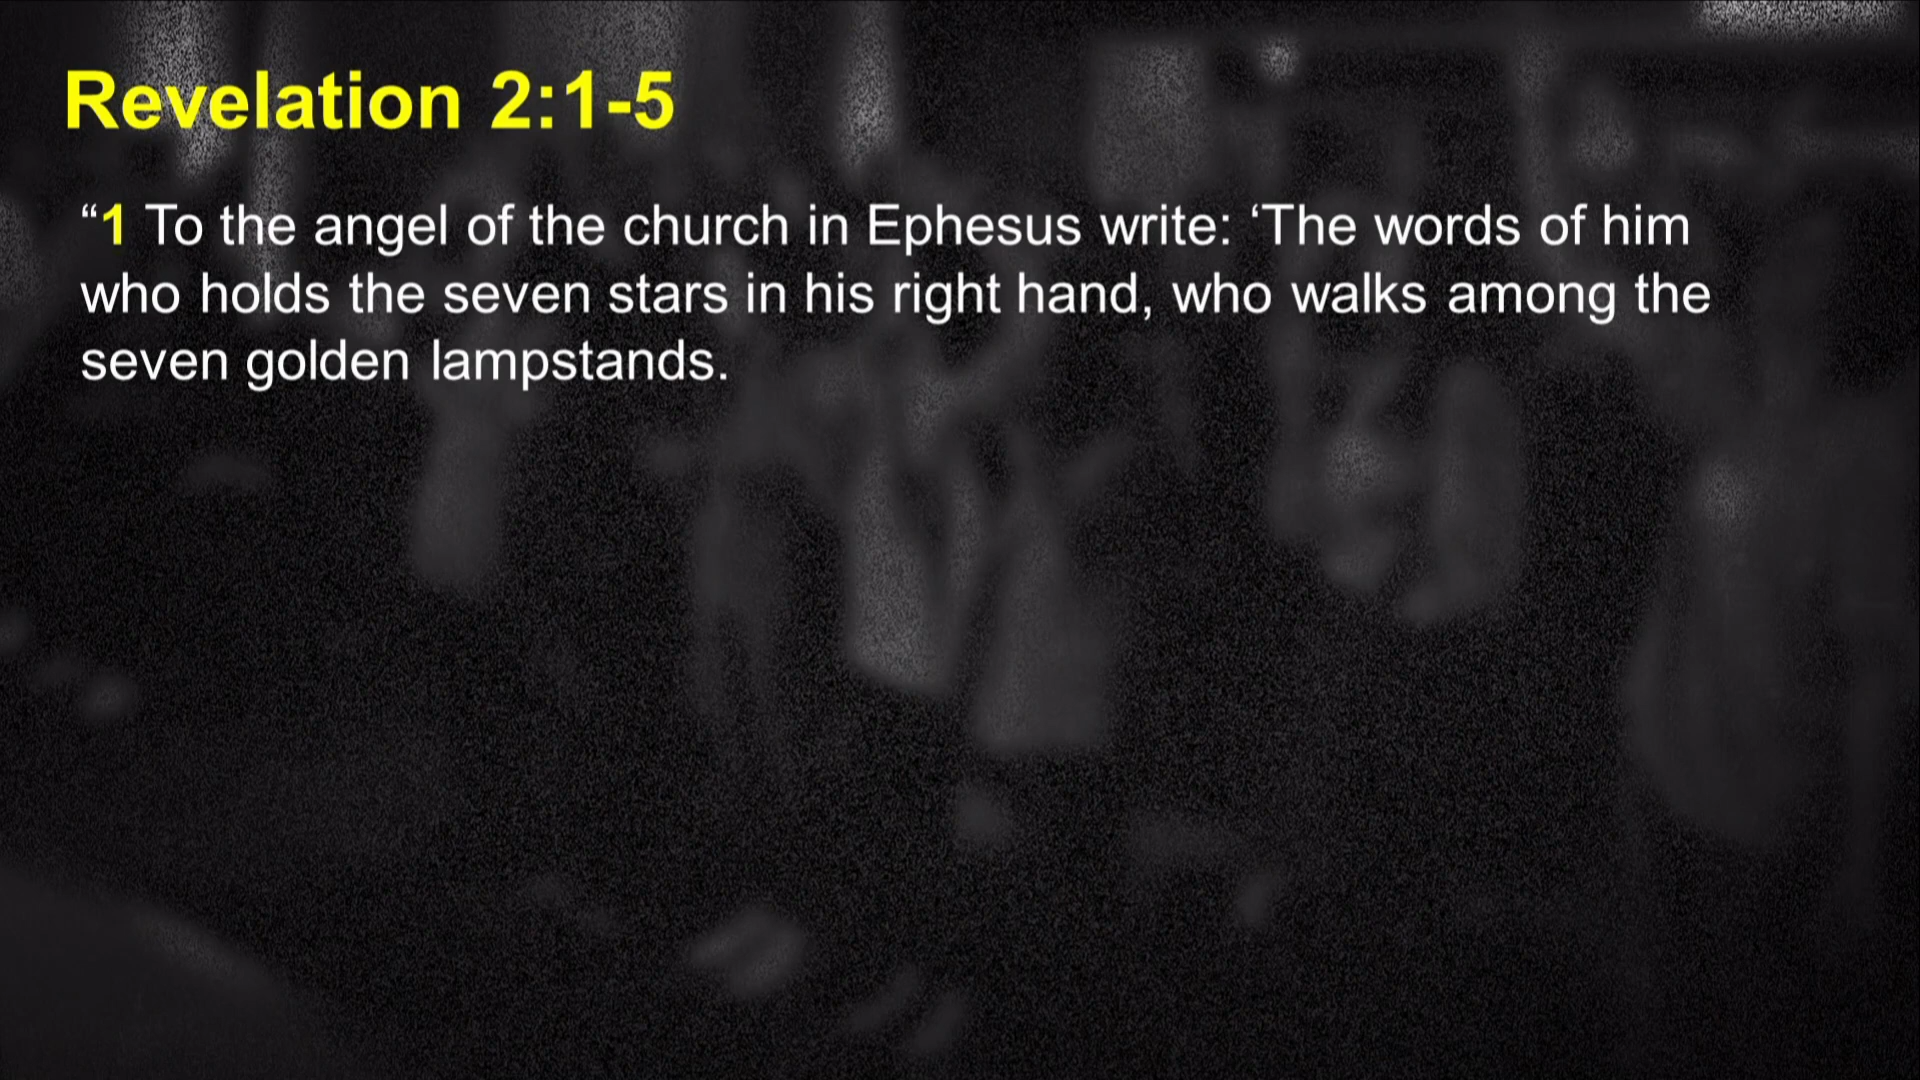 Revelation 2:1-5
“1 To the angel of the church in Ephesus write: ‘The words of him
who holds the seven stars in his right hand, who walks among the
seven golden lampstands.